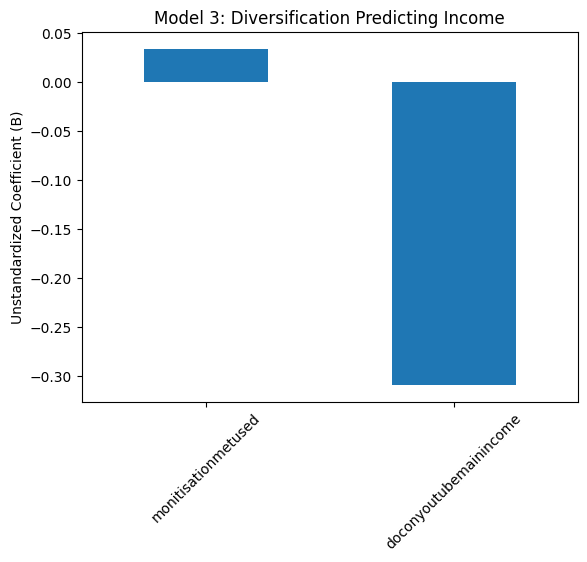 Model 3: Diversification Predicting Income
Unstandardized Coefficient (B)
0.05
0.00
−0.05
−0.10
−0.15
−0.20
−0.25
−0.30
monitisationmetused
doconyoutubemainincome